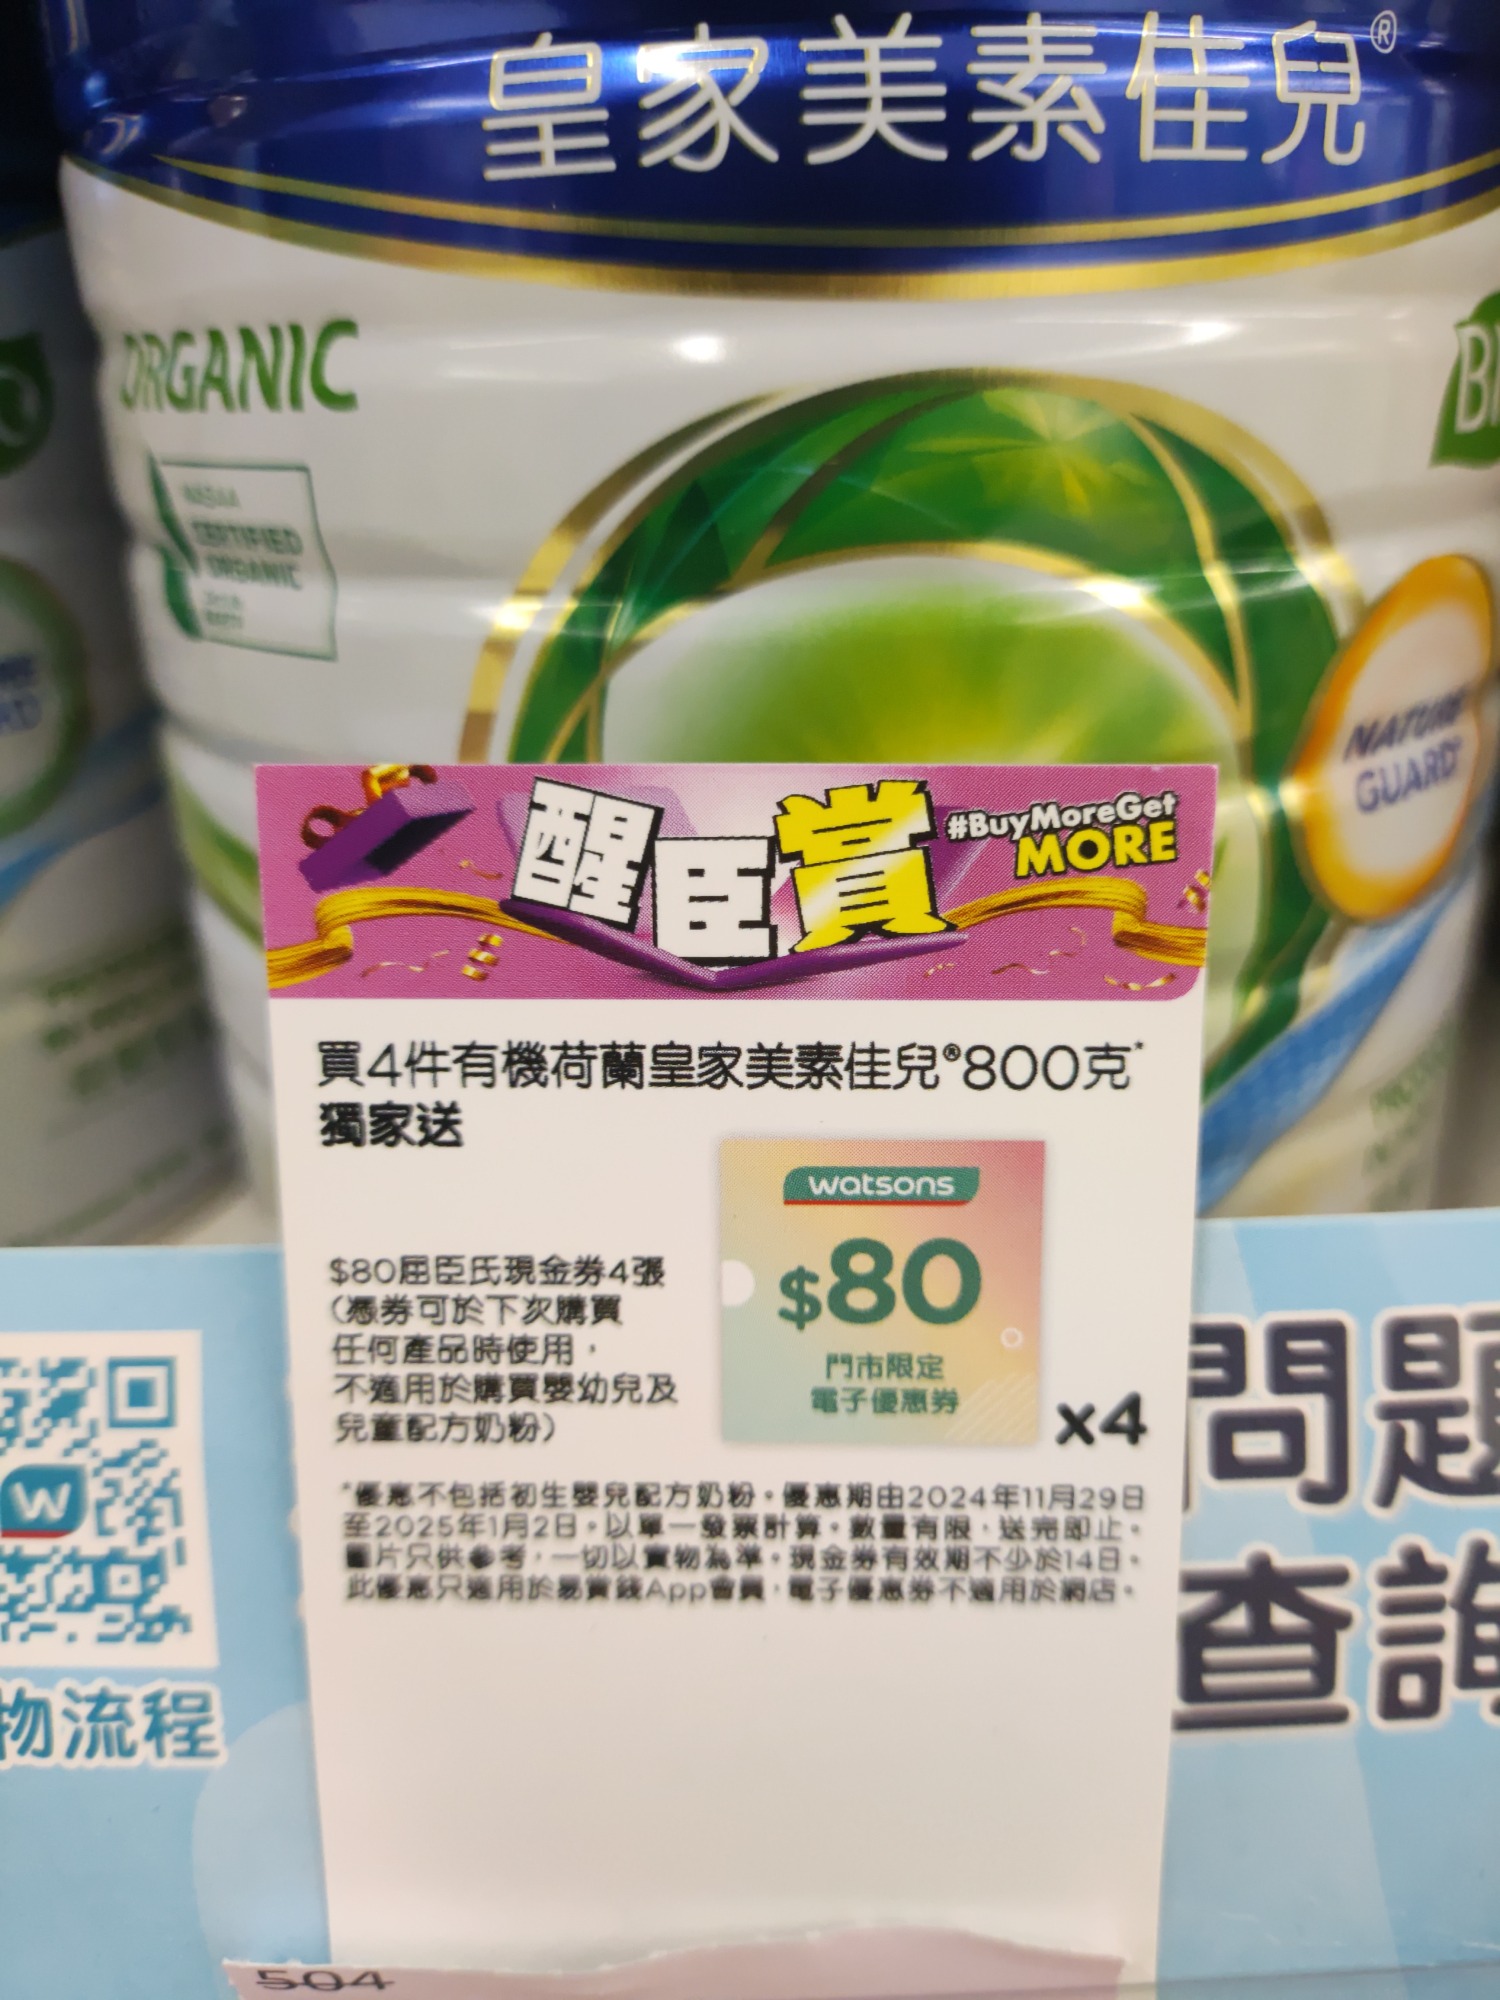 皇家美素佳兒®
ORGANIC
NASAA
CERTIFIED
ORGANIC
NATURE
GUARD
醒臣賞
#BuyMoreGet
MORE
買4件有機荷蘭皇家美素佳兒®800克*
獨家送
watsons
$80
門市限定
電子優惠券
x4
$80屈臣氏現金券4張
(憑券可於下次購買
任何產品時使用,
不適用於購買嬰幼兒及
兒童配方奶粉)
*優惠不包括初生嬰兒配方奶粉。優惠期由2024年11月29日
至2025年1月2日。以單一發票計算。數量有限,送完即止。
圖片只供參考,一切以實物為準。現金券有效期不少於14日。
此優惠只適用於易賞錢App會員,電子優惠券不適用於網店。
問題
查詢
W
物流程
504